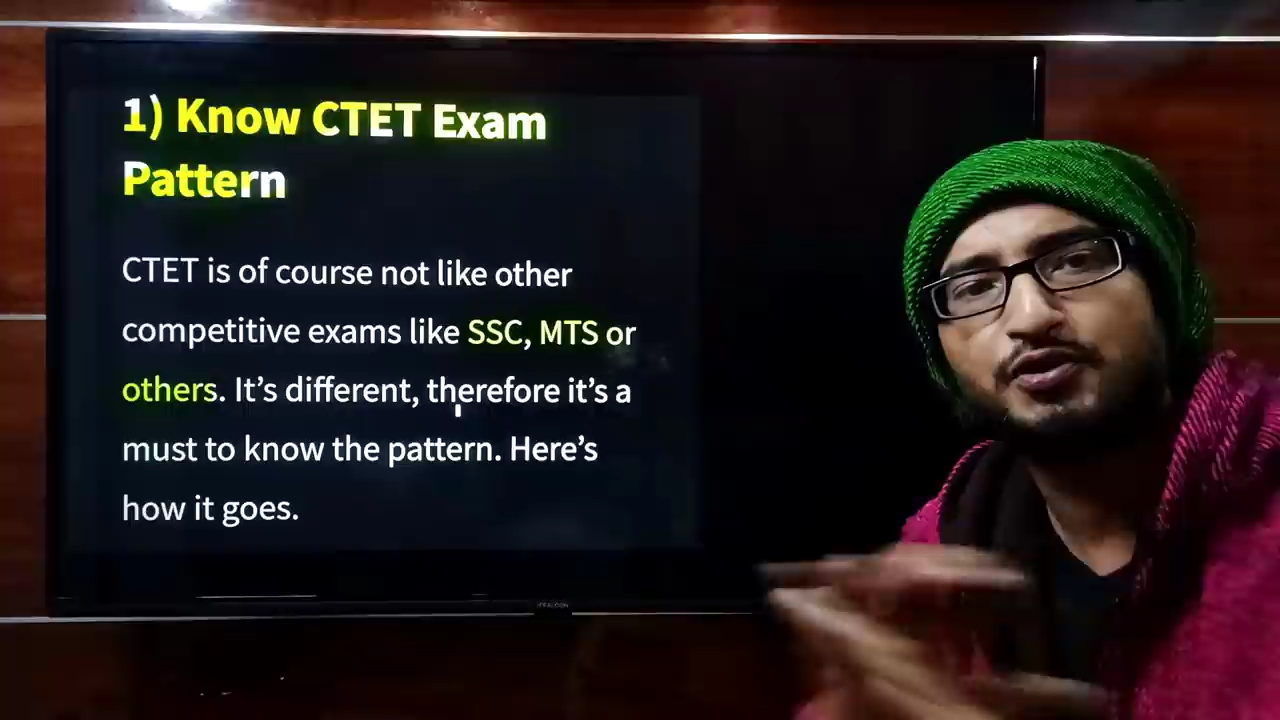 1) Know CTET Exam
Pattern
CTET is of course not like other
competitive exams like SSC, MTS or
others. It’s different, therefore it’s a
must to know the pattern. Here’s
how it goes.
iFFALCON